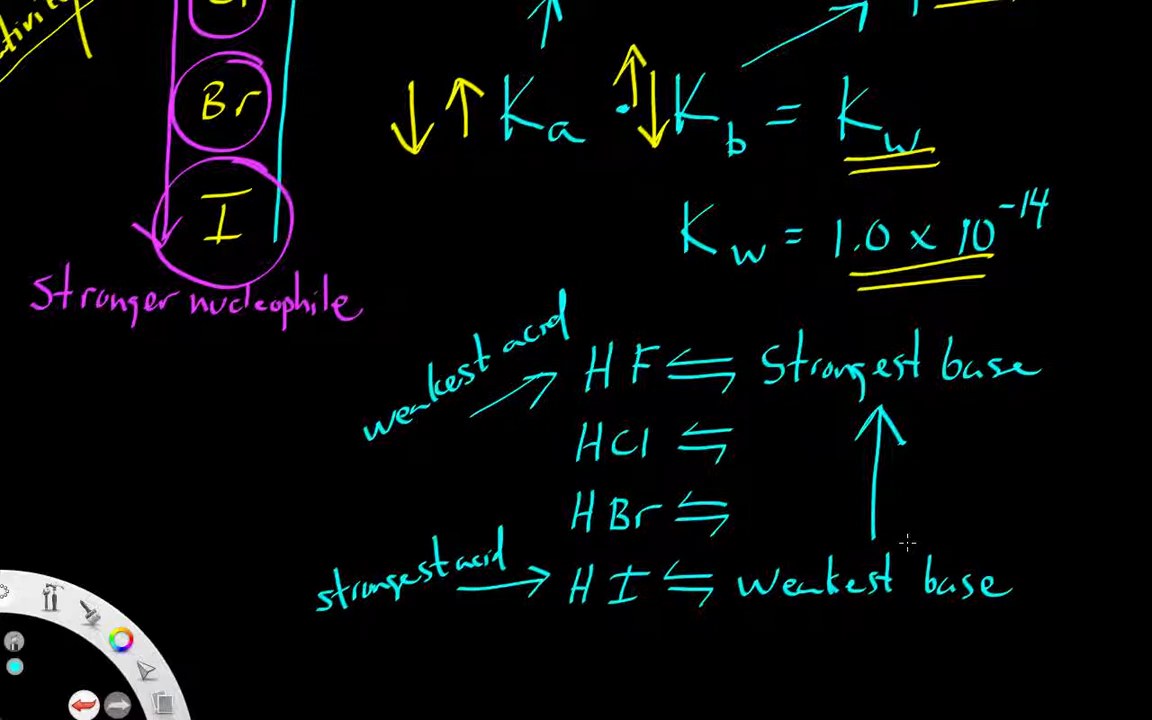 Br
I
Stronger nucleophile
Ka · Kb = Kw
Kw = 1.0 x 10^-14
weakest acid
HF ⇌ Strongest base
HCl ⇌
HBr ⇌
strongest acid
HI ⇌ weakest base